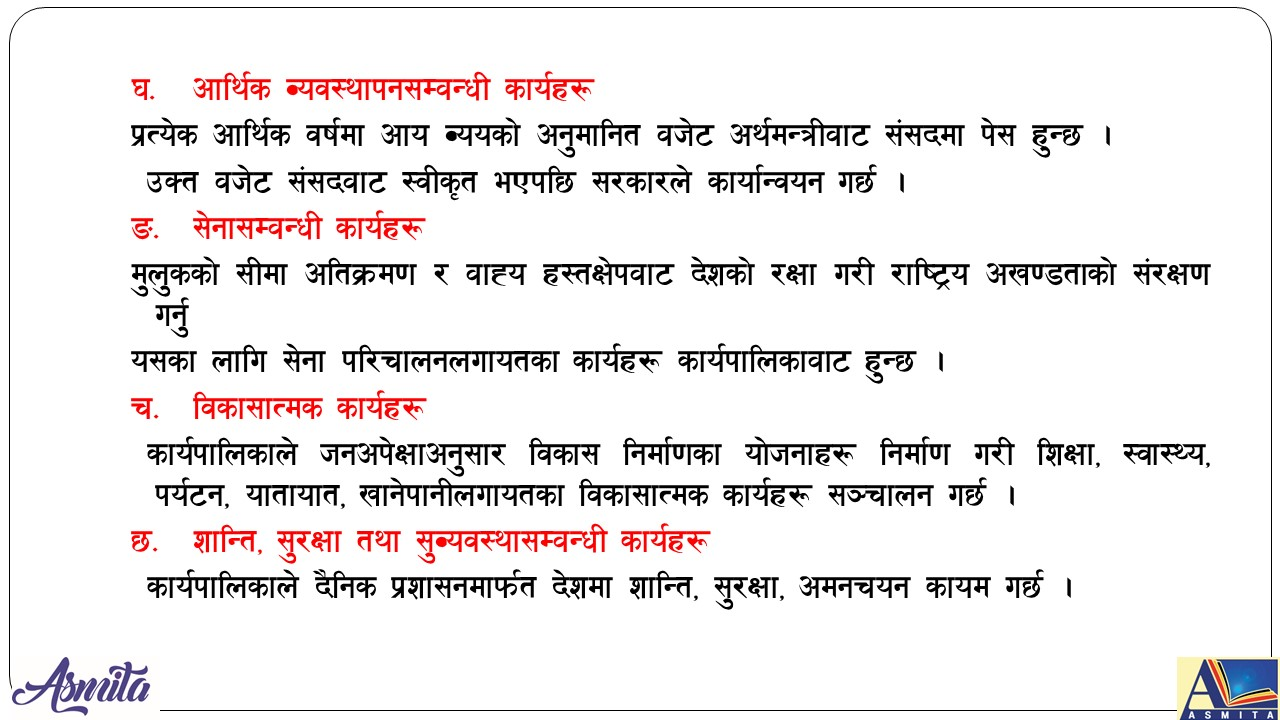 घ. आर्थिक व्यवस्थापनसम्वन्धी कार्यहरू
प्रत्येक आर्थिक वर्षमा आय व्ययको अनुमानित वजेट अर्थमन्त्रीवाट संसदमा पेस हुन्छ ।
उक्त वजेट संसदवाट स्वीकृत भएपछि सरकारले कार्यान्वयन गर्छ ।
ङ. सेनासम्वन्धी कार्यहरू
मुलुकको सीमा अतिक्रमण र वाह्य हस्तक्षेपवाट देशको रक्षा गरी राष्ट्रिय अखण्डताको संरक्षण
गर्नु
यसका लागि सेना परिचालनलगायतका कार्यहरू कार्यपालिकावाट हुन्छ ।
च. विकासात्मक कार्यहरू
कार्यपालिकाले जनअपेक्षाअनुसार विकास निर्माणका योजनाहरू निर्माण गरी शिक्षा, स्वास्थ्य,
पर्यटन, यातायात, खानेपानीलगायतका विकासात्मक कार्यहरू सञ्चालन गर्छ ।
छ. शान्ति, सुरक्षा तथा सुव्यवस्थासम्वन्धी कार्यहरू
कार्यपालिकाले दैनिक प्रशासनमार्फत देशमा शान्ति, सुरक्षा, अमनचयन कायम गर्छ ।
Asmita
ASMITA